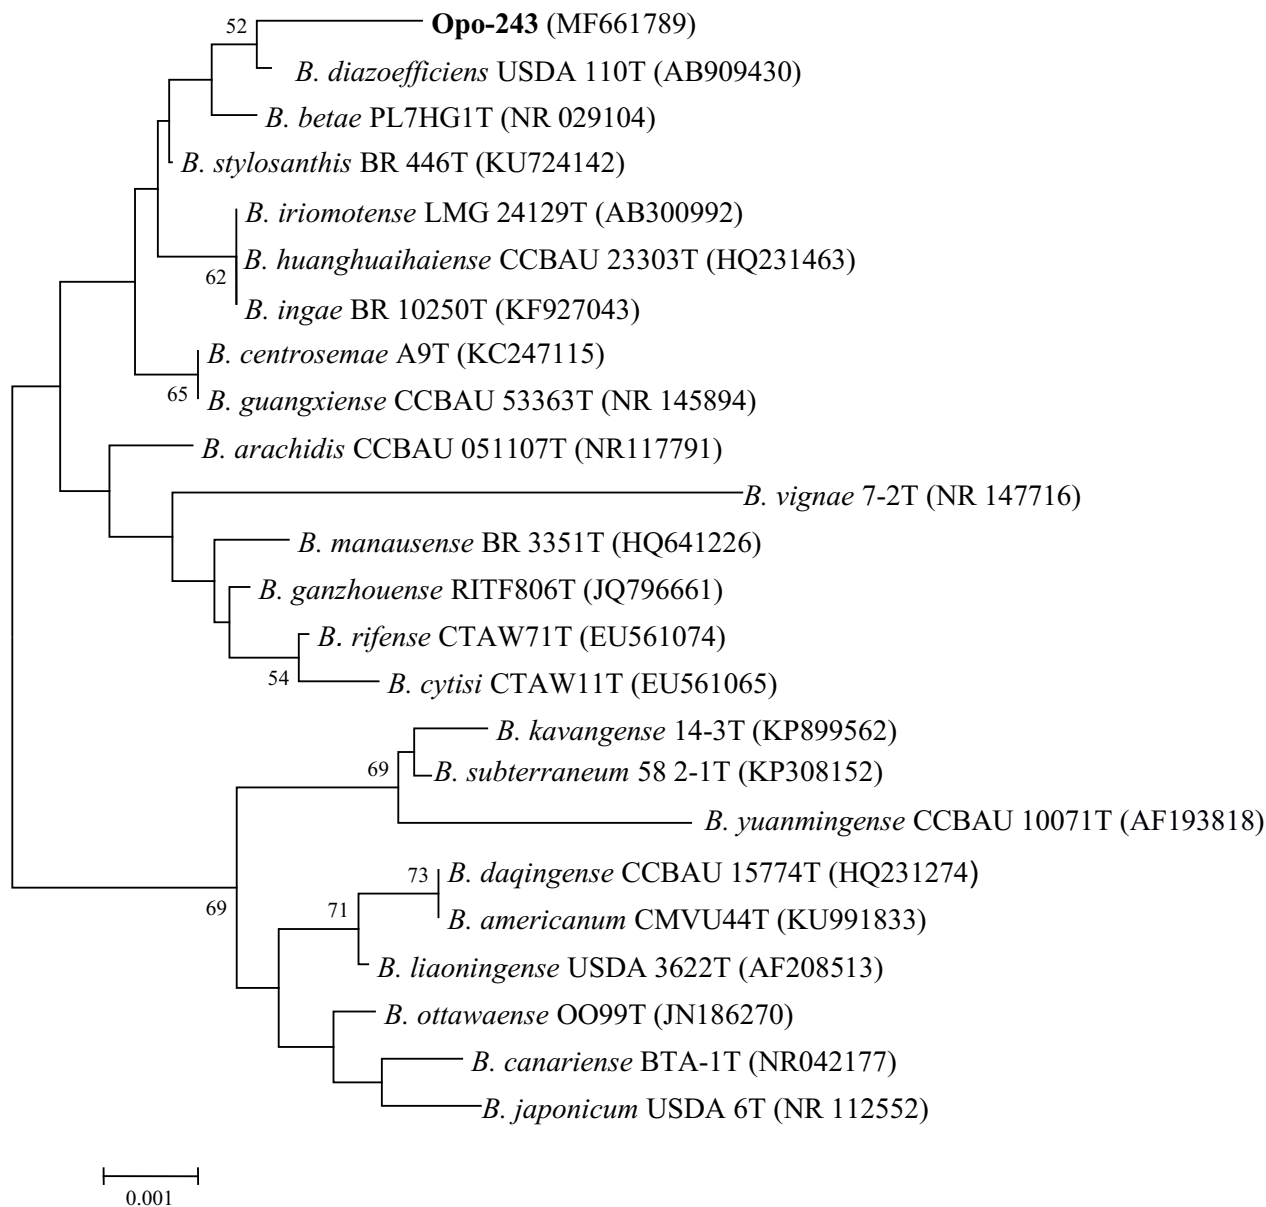 52
Opo-243 (MF661789)
B. diazoefficiens USDA 110T (AB909430)
B. betae PL7HG1T (NR 029104)
B. stylosanthis BR 446T (KU724142)
B. iriomotense LMG 24129T (AB300992)
B. huanghuaihaiense CCBAU 23303T (HQ231463)
62
B. ingae BR 10250T (KF927043)
B. centrosemae A9T (KC247115)
65
B. guangxiense CCBAU 53363T (NR 145894)
B. arachidis CCBAU 051107T (NR117791)
B. vignae 7-2T (NR 147716)
B. manausense BR 3351T (HQ641226)
B. ganzhouense RITF806T (JQ796661)
B. rifense CTAW71T (EU561074)
54
B. cytisi CTAW11T (EU561065)
B. kavangense 14-3T (KP899562)
69
B. subterraneum 58 2-1T (KP308152)
B. yuanmingense CCBAU 10071T (AF193818)
73
B. daqingense CCBAU 15774T (HQ231274)
69
71
B. americanum CMVU44T (KU991833)
B. liaoningense USDA 3622T (AF208513)
B. ottawaense OO99T (JN186270)
B. canariense BTA-1T (NR042177)
B. japonicum USDA 6T (NR 112552)
0.001